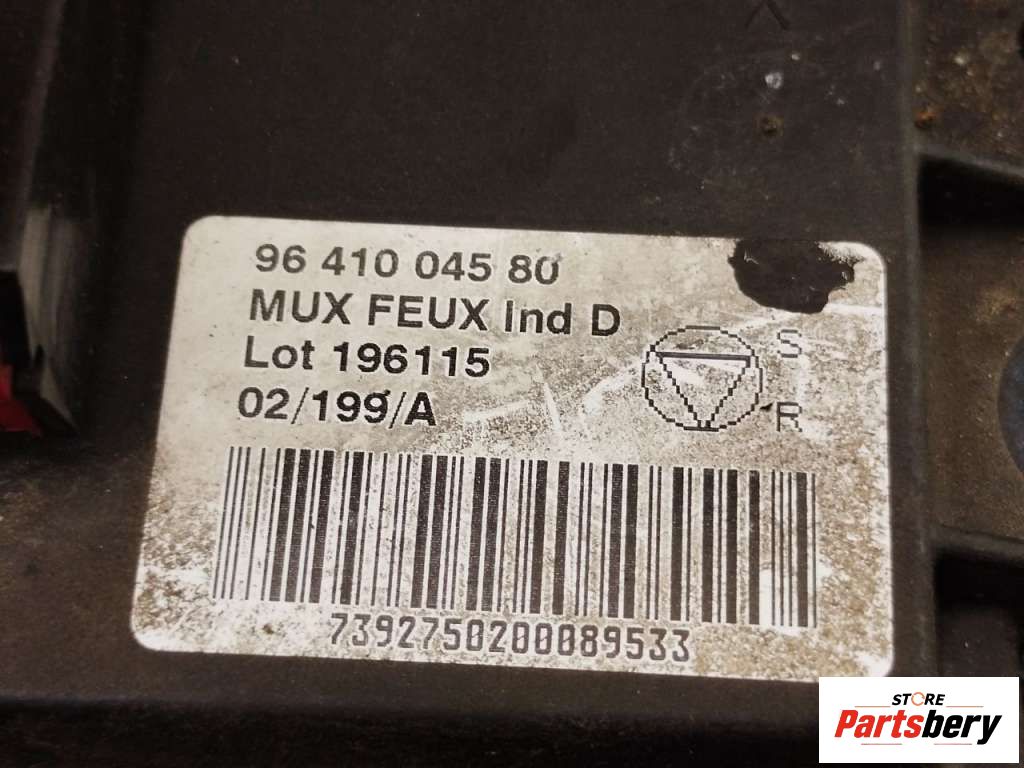 96 410 045 80
MUX FEUX Ind D
Lot 196115
02/199/A
S
R
7392750200089533
STORE
Partsbery